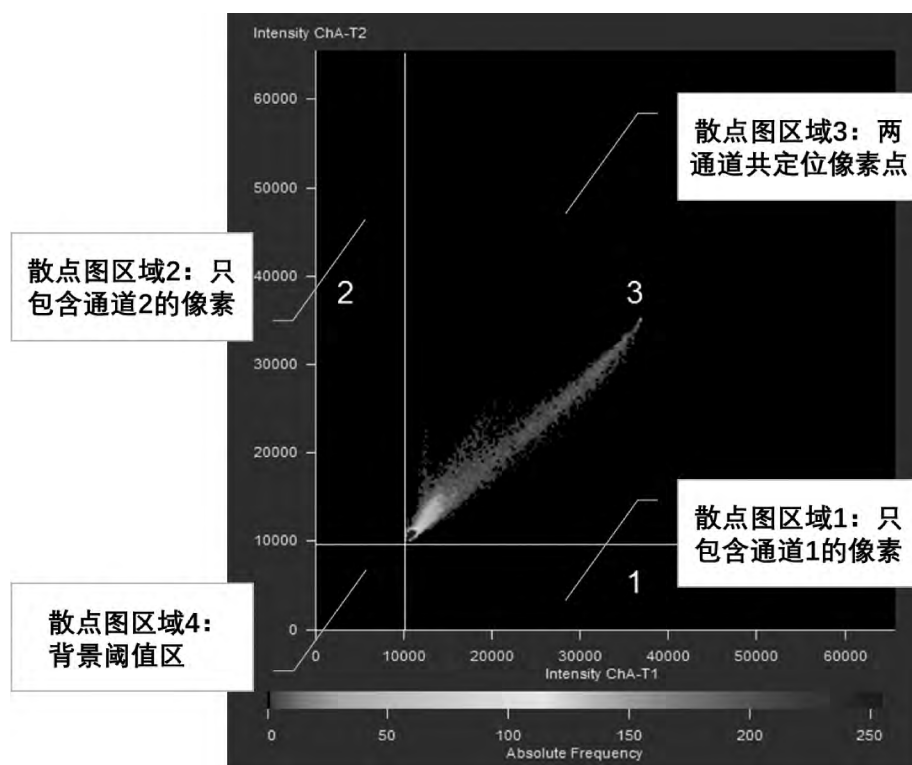 Intensity ChA-T2
60000
50000
40000
30000
20000
10000
0
散点图区域3：两
通道共定位像素点
散点图区域2：只
包含通道2的像素
2
3
散点图区域1：只
包含通道1的像素
1
散点图区域4：
背景阈值区
0 10000 20000 30000 40000 50000 60000
Intensity ChA-T1
0 50 100 150 200 250
Absolute Frequency